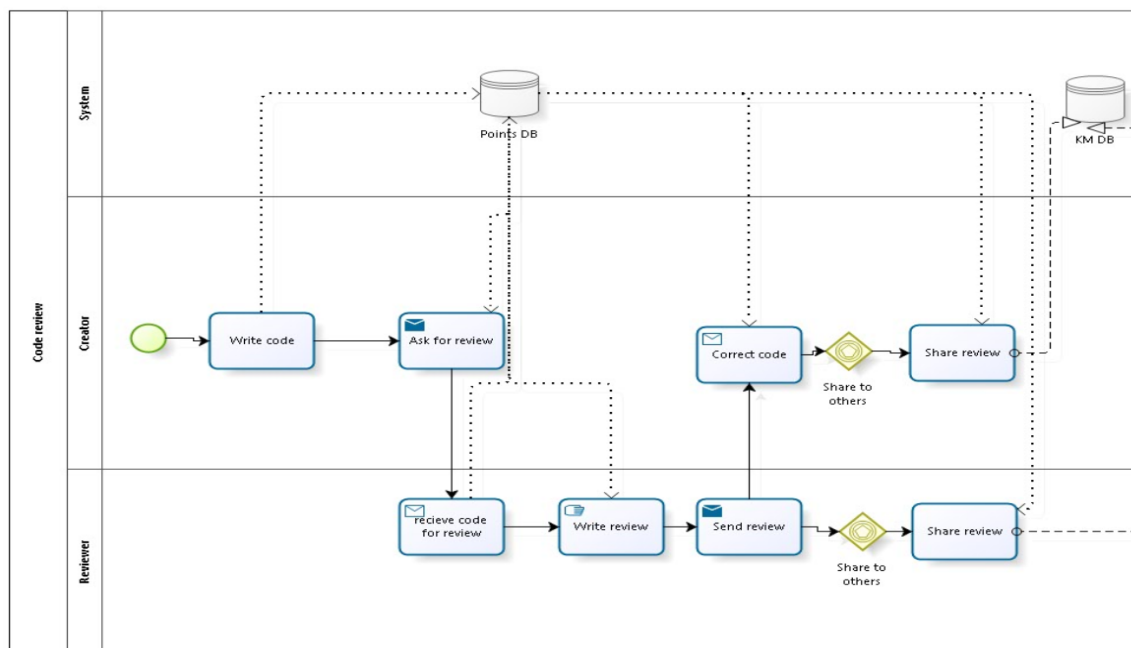 Code review
System
Points DB
KM DB
Creator
Write code
Ask for review
Correct code
Share to
others
Share review
Reviewer
recieve code
for review
Write review
Send review
Share to
others
Share review